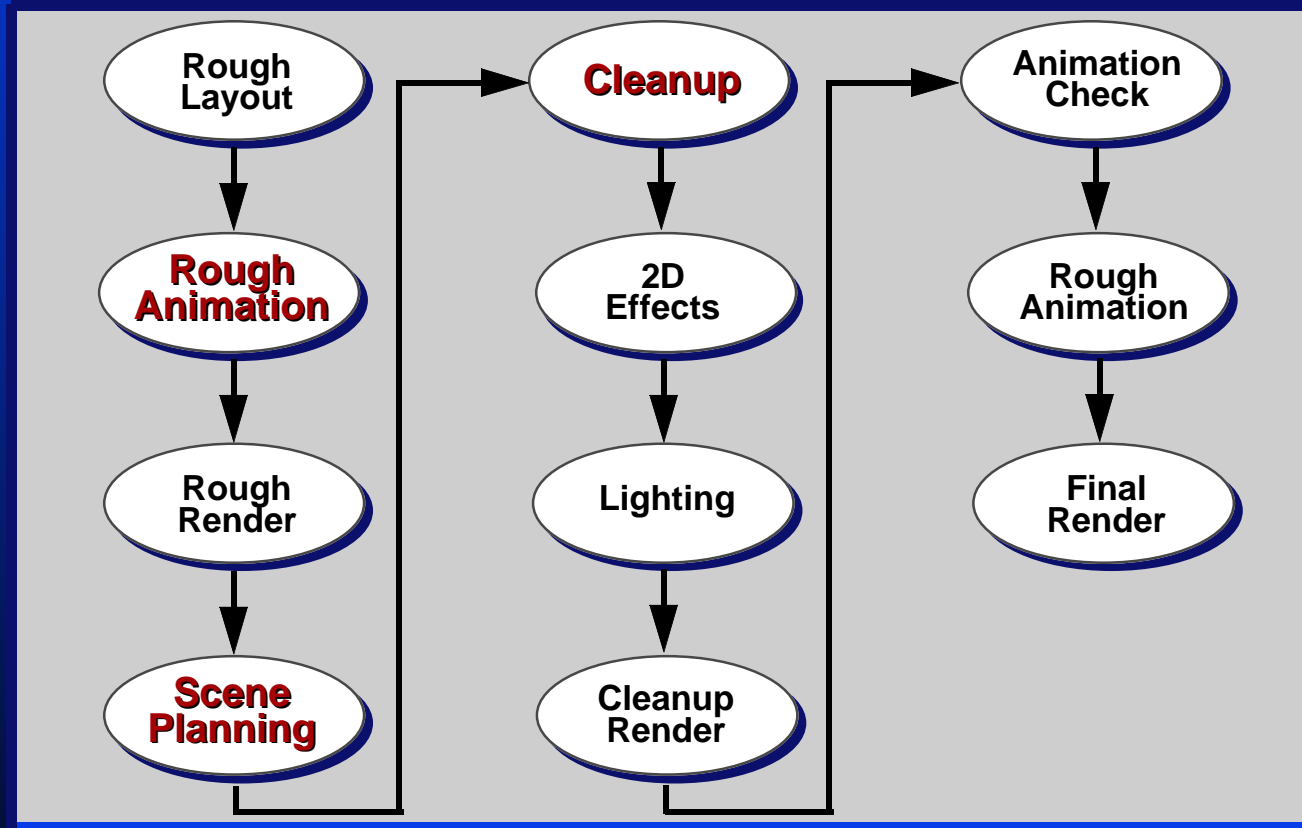 Rough
Layout
Rough
Animation
Rough
Render
Scene
Planning
Cleanup
2D
Effects
Lighting
Cleanup
Render
Animation
Check
Rough
Animation
Final
Render